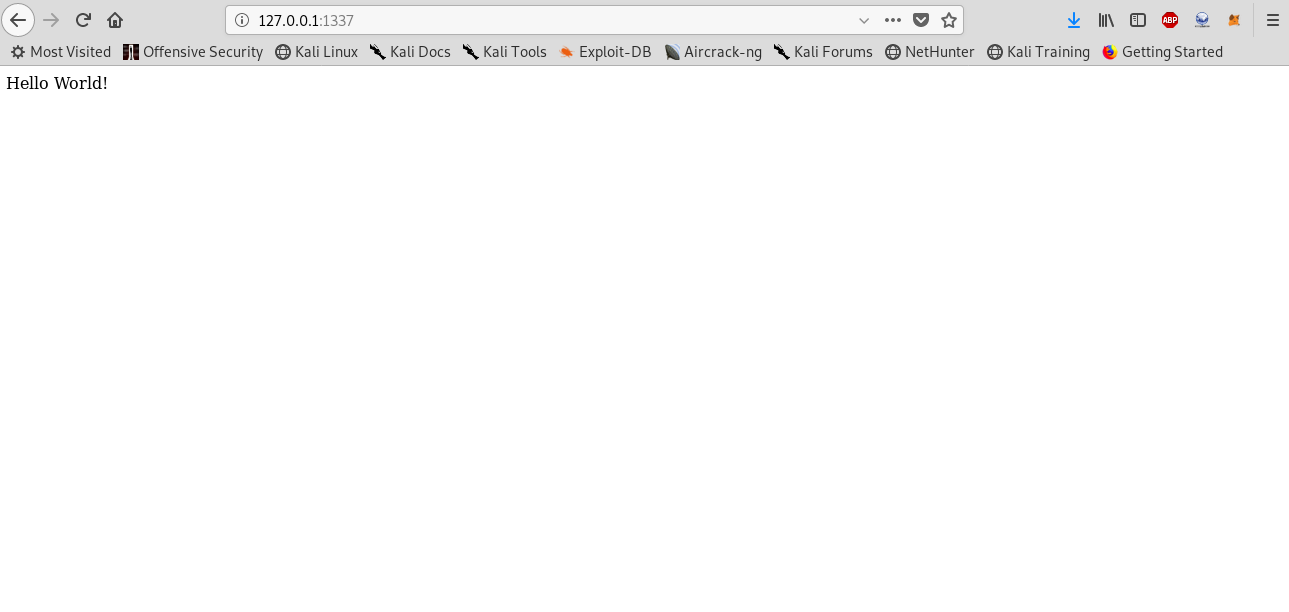 127.0.0.1:1337
ABP
Most Visited Offensive Security Kali Linux Kali Docs Kali Tools Exploit-DB Aircrack-ng Kali Forums NetHunter Kali Training Getting Started
Hello World!